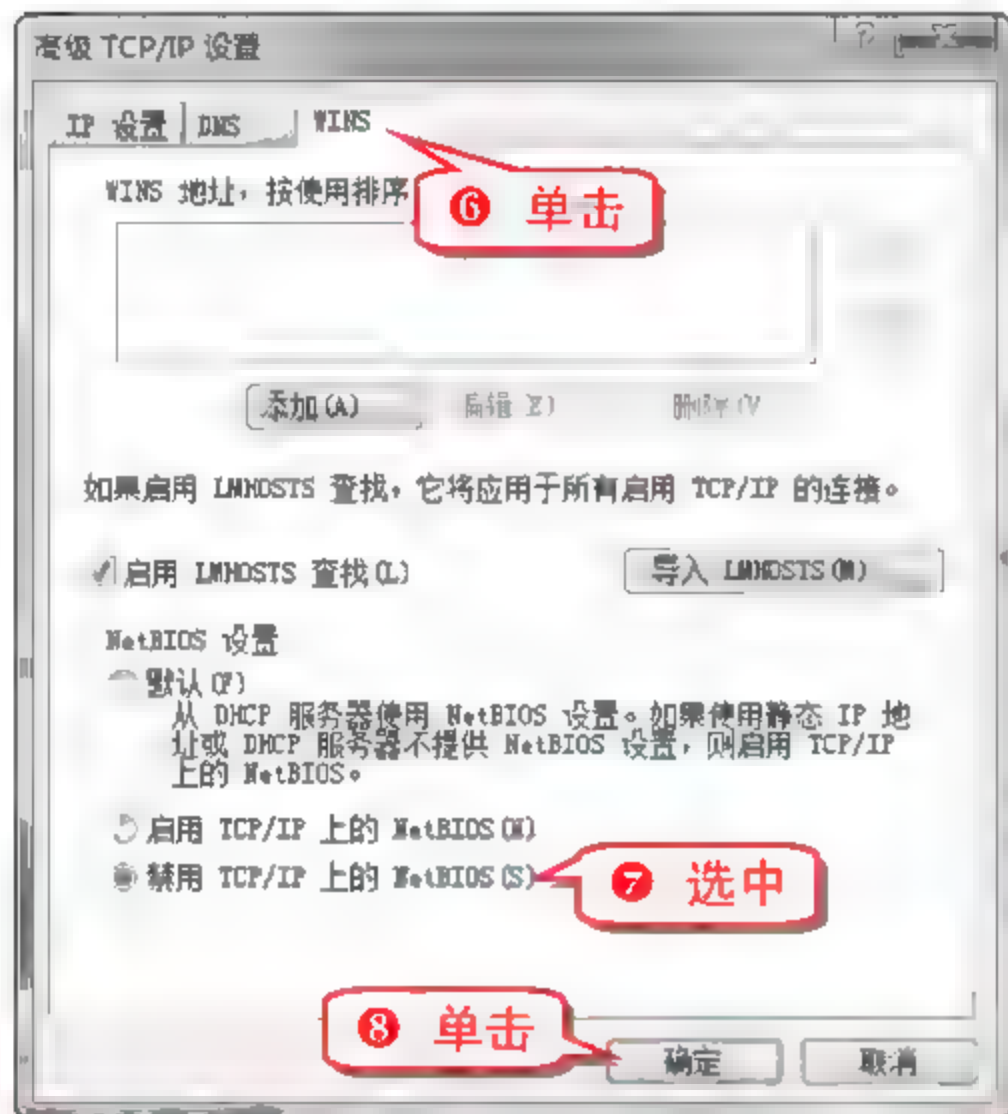 高级 TCP/IP 设置
IP 设置 DNS WINS
WINS 地址，按使用排序
❻ 单击
添加(A)
如果启用 LMHOSTS 查找，它将应用于所有启用 TCP/IP 的连接。
启用 LMHOSTS 查找(L) 导入 LMHOSTS(M)
NetBIOS 设置
默认(F)
从 DHCP 服务器使用 NetBIOS 设置。如果使用静态 IP 地
址或 DHCP 服务器不提供 NetBIOS 设置，则启用 TCP/IP
上的 NetBIOS。
启用 TCP/IP 上的 NetBIOS(N)
禁用 TCP/IP 上的 NetBIOS(S)
❼ 选中
❽ 单击
确定 取消